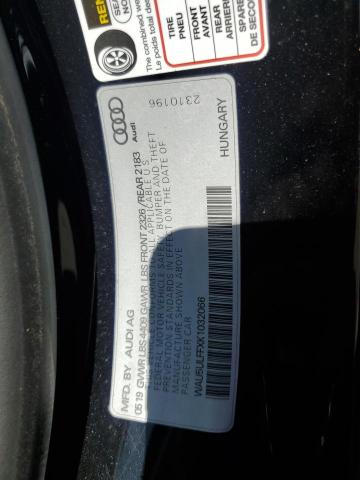 The combined we
Le poids total des
TIRE
PNEU
FRONT
AVANT
REAR
ARRIERE
SPARE
DE SECO
Audi
2310196
MFD. BY AUDI AG
05 19 GVWR LBS 4409 GAWR LBS FRONT 2326 / REAR 2183
THIS VEHICLE CONFORMS TO ALL APPLICABLE U.S.
FEDERAL MOTOR VEHICLE SAFETY, BUMPER AND THEFT
PREVENTION STANDARDS IN EFFECT ON THE DATE OF
MANUFACTURE SHOWN ABOVE
PASSENGER CAR
WAU5ULFFXK1032066
HUNGARY